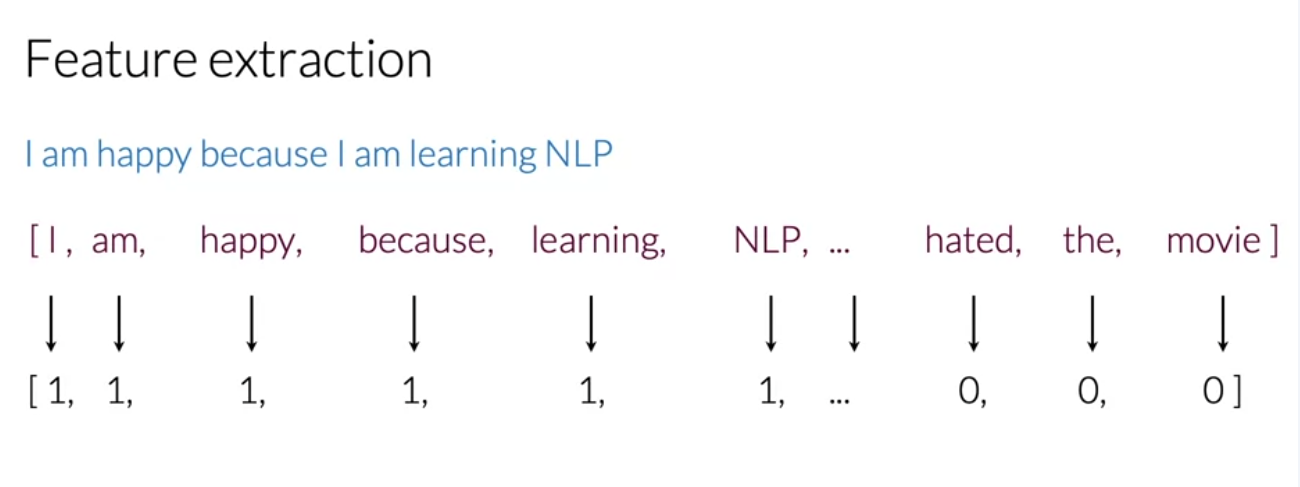 Feature extraction
I am happy because I am learning NLP
[ I , am, happy, because, learning, NLP, ... hated, the, movie ]
[ 1, 1, 1, 1, 1, 1, ... 0, 0, 0 ]